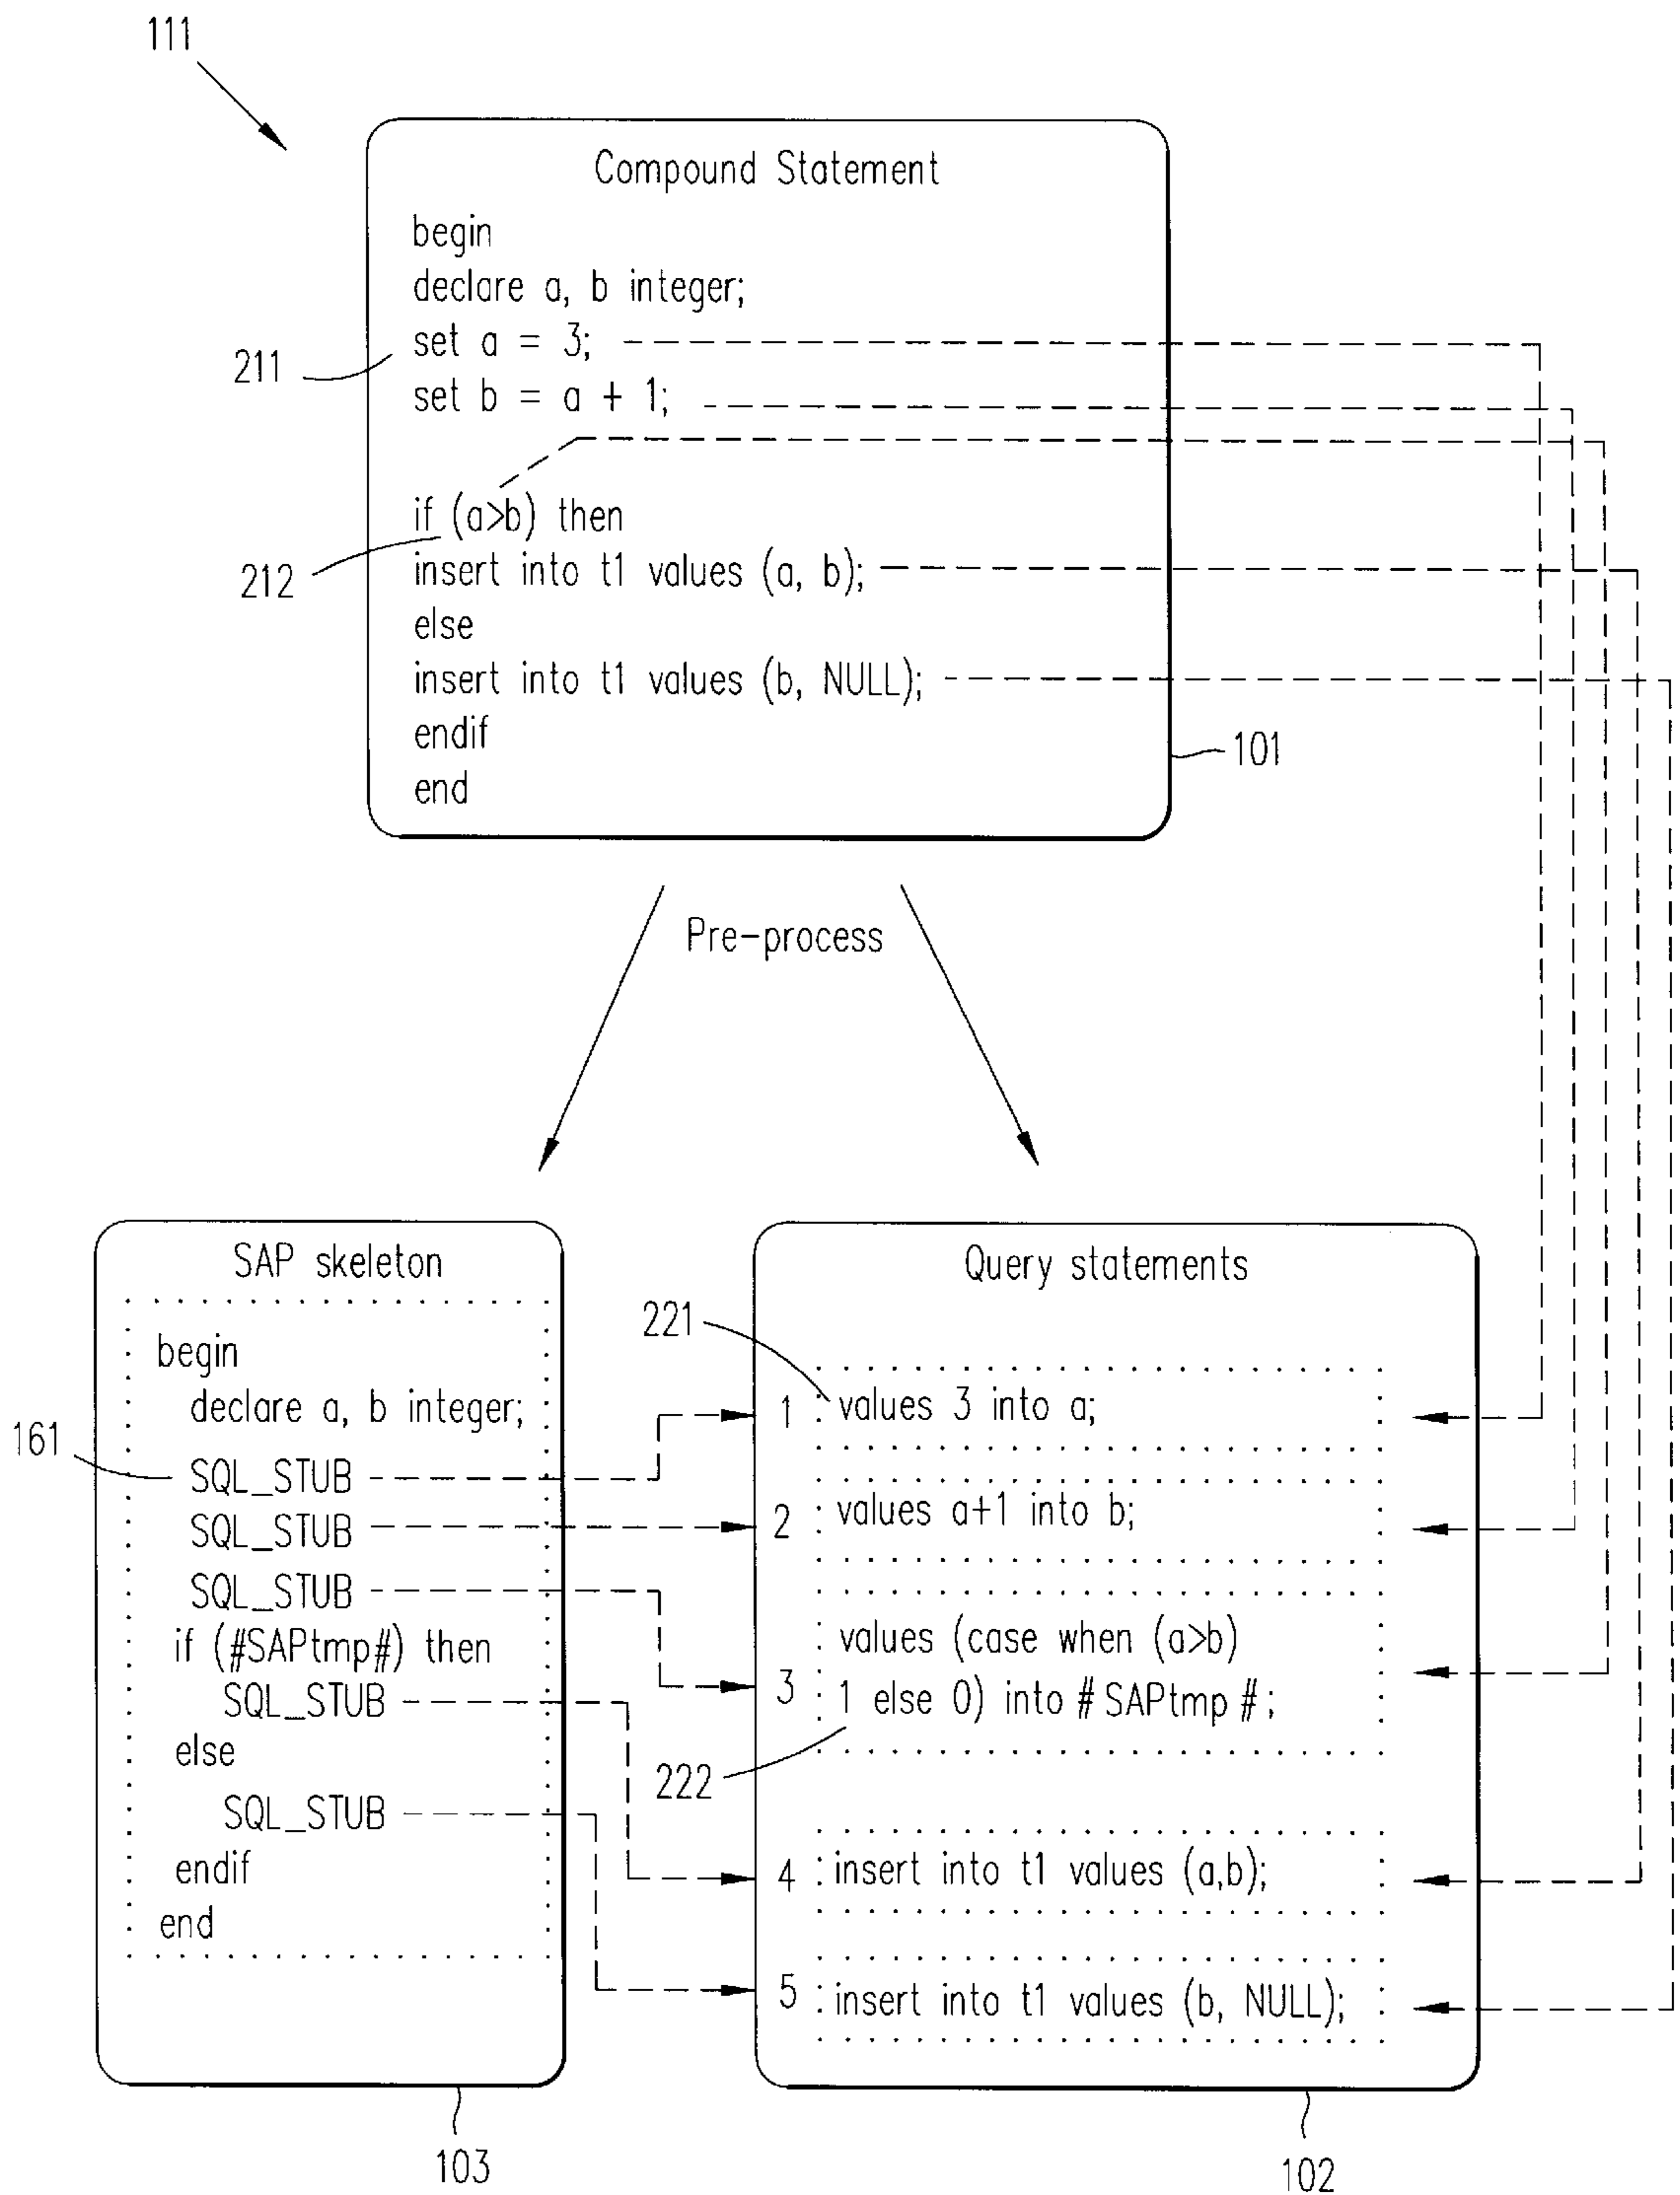 111
Compound Statement
begin
declare a, b integer;
set a = 3;
211
set b = a + 1;
if (a>b) then
212
insert into t1 values (a, b);
else
insert into t1 values (b, NULL);
endif
101
end
Pre-process
SAP skeleton
begin
declare a, b integer;
161
SQL_STUB
SQL_STUB
SQL_STUB
if (#SAPtmp#) then
SQL_STUB
else
SQL_STUB
endif
end
103
Query statements
221
1 values 3 into a;
2 values a+1 into b;
values (case when (a>b)
3 1 else 0) into # SAPtmp #;
222
4 insert into t1 values (a,b);
5 insert into t1 values (b, NULL);
102